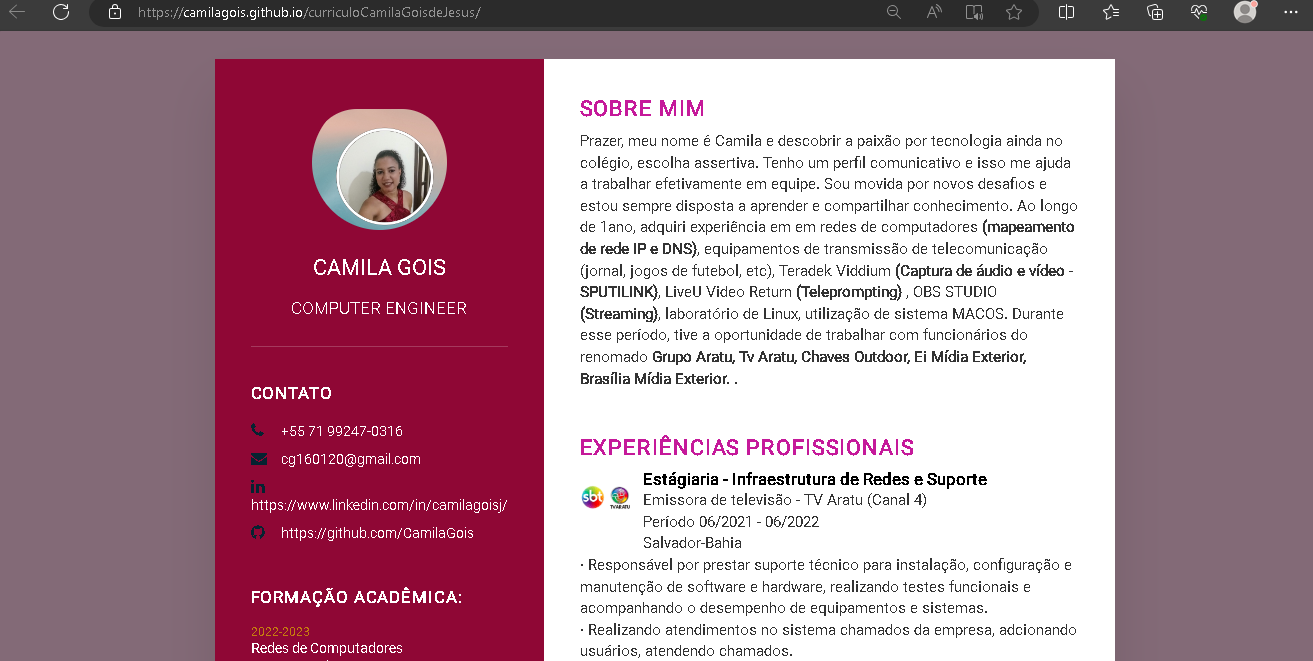 https://camilagois.github.io/curriculoCamilaGoisdeJesus/
CAMILA GOIS
COMPUTER ENGINEER
CONTATO
+55 71 99247-0316
cg160120@gmail.com
https://www.linkedin.com/in/camilagoisj/
https://github.com/CamilaGois
FORMAÇÃO ACADÊMICA:
2022-2023
Redes de Computadores
SOBRE MIM
Prazer, meu nome é Camila e descobrir a paixão por tecnologia ainda no
colégio, escolha assertiva. Tenho um perfil comunicativo e isso me ajuda
a trabalhar efetivamente em equipe. Sou movida por novos desafios e
estou sempre disposta a aprender e compartilhar conhecimento. Ao longo
de 1ano, adquiri experiência em em redes de computadores (mapeamento
de rede IP e DNS), equipamentos de transmissão de telecomunicação
(jornal, jogos de futebol, etc), Teradek Viddium (Captura de áudio e vídeo -
SPUTILINK), LiveU Video Return (Teleprompting) , OBS STUDIO
(Streaming), laboratório de Linux, utilização de sistema MACOS. Durante
esse período, tive a oportunidade de trabalhar com funcionários do
renomado Grupo Aratu, Tv Aratu, Chaves Outdoor, Ei Mídia Exterior,
Brasília Mídia Exterior. .
EXPERIÊNCIAS PROFISSIONAIS
sbt
TVARATU
Estágiaria - Infraestrutura de Redes e Suporte
Emissora de televisão - TV Aratu (Canal 4)
Período 06/2021 - 06/2022
Salvador-Bahia
· Responsável por prestar suporte técnico para instalação, configuração e
manutenção de software e hardware, realizando testes funcionais e
acompanhando o desempenho de equipamentos e sistemas.
· Realizando atendimentos no sistema chamados da empresa, adcionando
usuários, atendendo chamados.